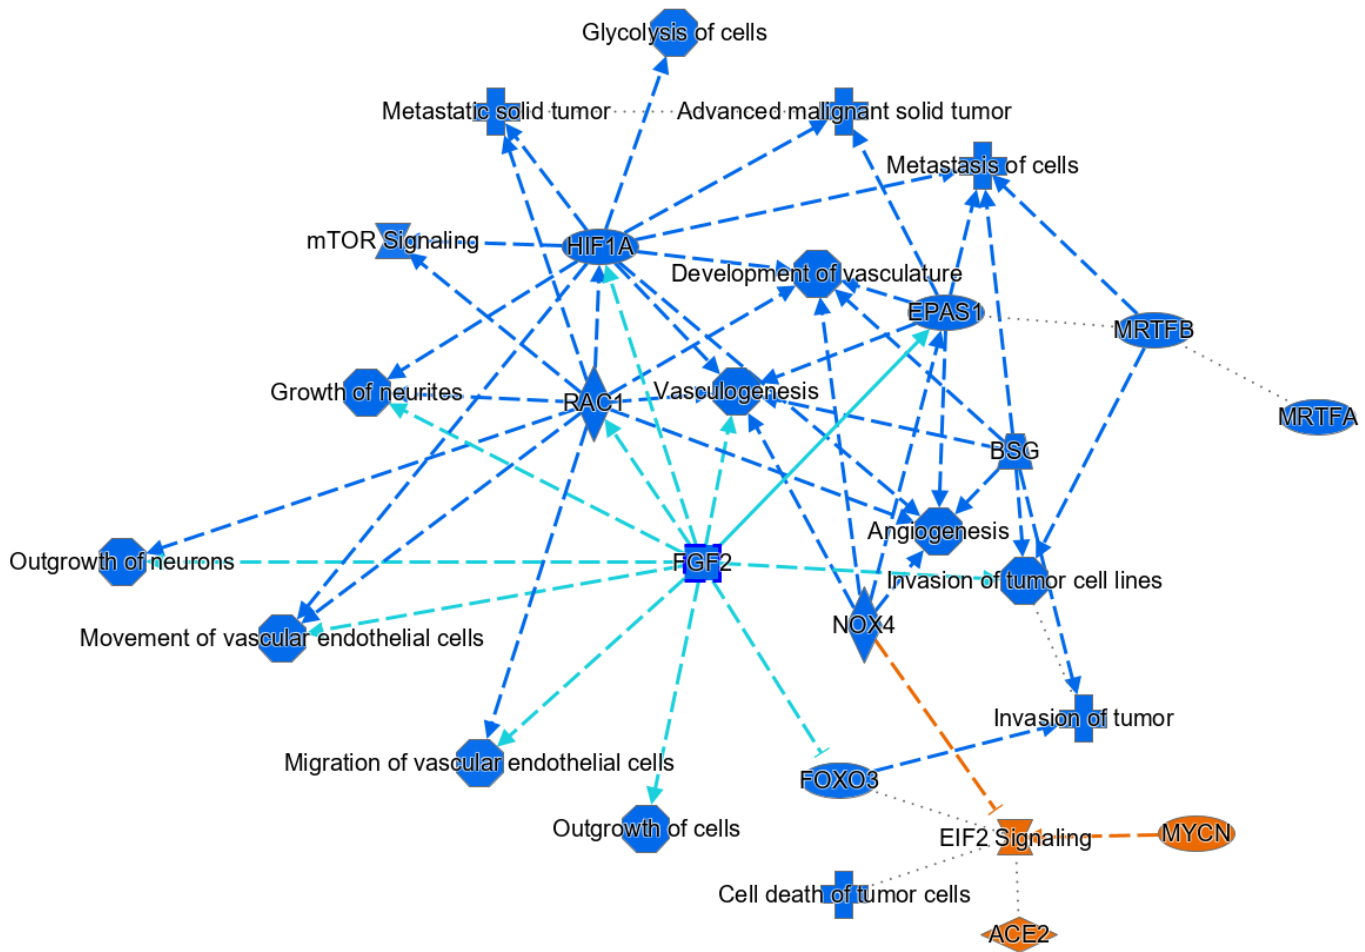 Glycolysis of cells
Metastatic solid tumor
Advanced malignant solid tumor
Metastasis of cells
mTOR Signaling
HIF1A
Development of vasculature
EPAS1
MRTFB
Growth of neurites
RAC1
Vasculogenesis
MRTFA
BSG
Angiogenesis
Outgrowth of neurons
FGF2
Invasion of tumor cell lines
NOX4
Movement of vascular endothelial cells
Invasion of tumor
Migration of vascular endothelial cells
FOXO3
Outgrowth of cells
EIF2 Signaling
MYCN
Cell death of tumor cells
ACE2